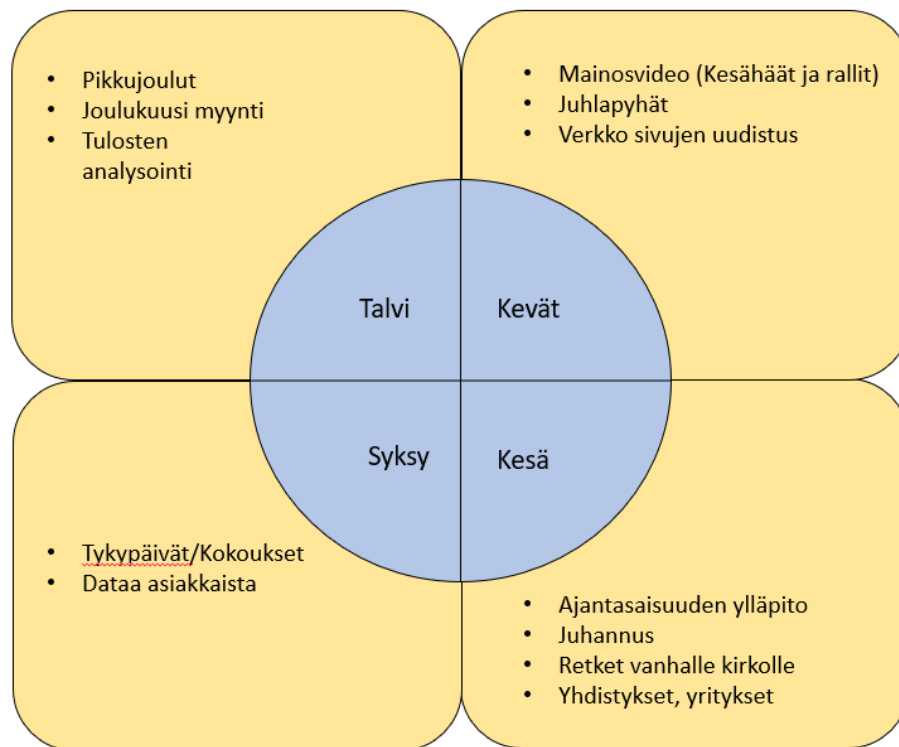 • Pikkujoulut
• Joulukuusi myynti
• Tulosten
analysointi
• Mainosvideo (Kesähäät ja rallit)
• Juhlapyhät
• Verkko sivujen uudistus
Talvi
Kevät
Syksy
Kesä
• Tykypäivät/Kokoukset
• Dataa asiakkaista
• Ajantasaisuuden ylläpito
• Juhannus
• Retket vanhalle kirkolle
• Yhdistykset, yritykset